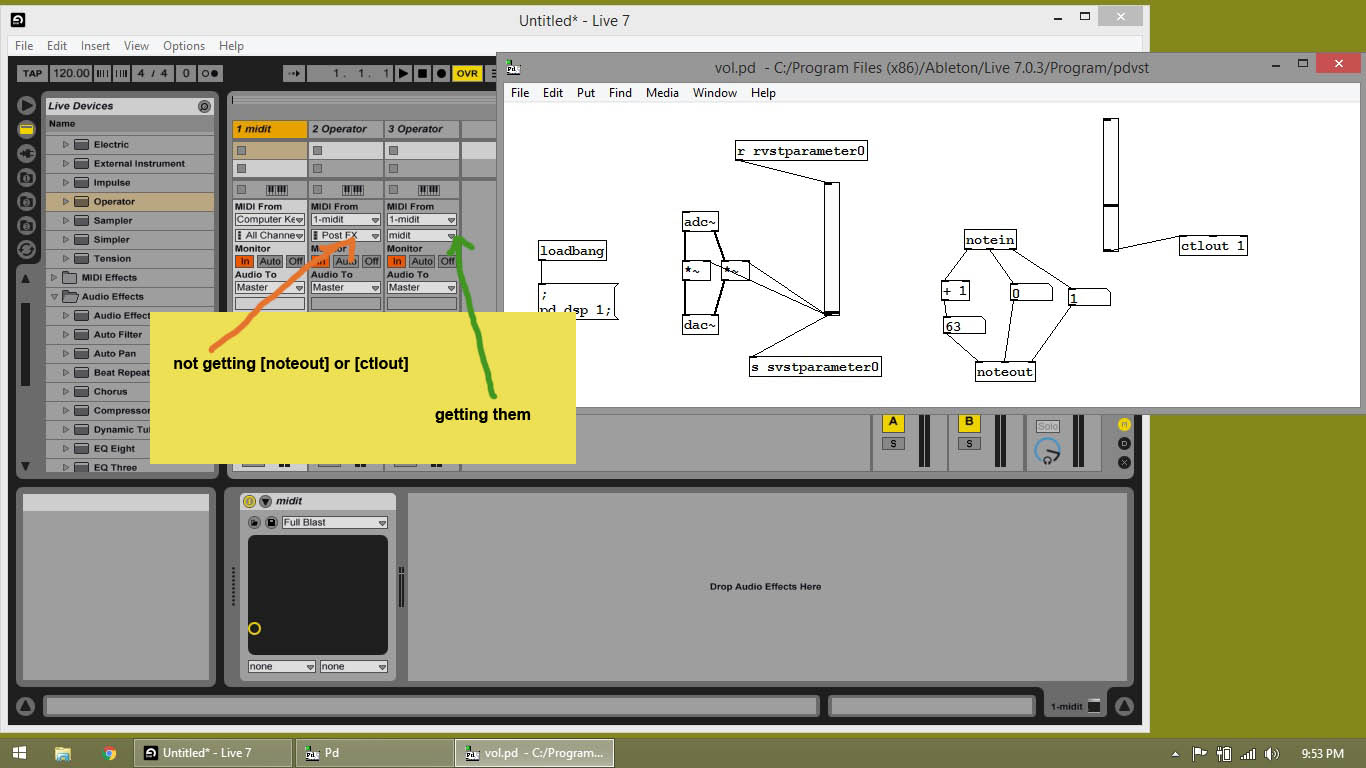 Untitled* - Live 7
File Edit Insert View Options Help
TAP 120.00 4 / 4 0 1. 1. 1 OVR
Live Devices
Name
Electric
External Instrument
Impulse
Operator
Sampler
Simpler
Tension
MIDI Effects
Audio Effects
Audio Effect
Auto Filter
Auto Pan
Beat Repeat
Chorus
Compressor
Dynamic Tu
EQ Eight
EQ Three
1 midit 2 Operator 3 Operator
MIDI From MIDI From MIDI From
Computer Ke 1-midit 1-midit
All Channe Post FX midit
Monitor Monitor Monitor
In Auto Off In Auto Off In Auto Off
Audio To Audio To Audio To
Master Master Master
not getting [noteout] or [ctlout]
getting them
vol.pd - C:/Program Files (x86)/Ableton/Live 7.0.3/Program/pdvst
File Edit Put Find Media Window Help
r rvstparameter0
adc~
loadbang
*~ *~
;
pd dsp 1;
dac~
s svstparameter0
notein
ctlout 1
+ 1
0
1
63
noteout
A B Solo
S S
midit
Full Blast
none none
Drop Audio Effects Here
1-midit
Untitled* - Live 7 Pd vol.pd - C:/Program...
9:53 PM